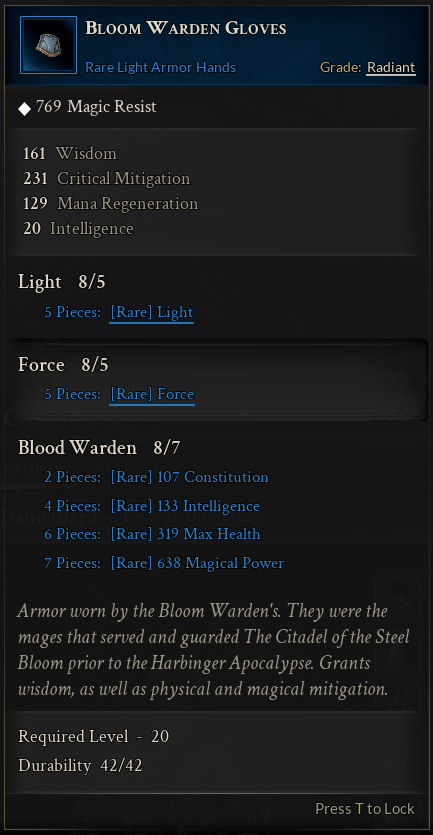 Bloom Warden Gloves
Rare Light Armor Hands
Grade: Radiant
769 Magic Resist
161 Wisdom
231 Critical Mitigation
129 Mana Regeneration
20 Intelligence
Light 8/5
5 Pieces: [Rare] Light
Force 8/5
5 Pieces: [Rare] Force
Blood Warden 8/7
2 Pieces: [Rare] 107 Constitution
4 Pieces: [Rare] 133 Intelligence
6 Pieces: [Rare] 319 Max Health
7 Pieces: [Rare] 638 Magical Power
Armor worn by the Bloom Warden's. They were the
mages that served and guarded The Citadel of the Steel
Bloom prior to the Harbinger Apocalypse. Grants
wisdom, as well as physical and magical mitigation.
Required Level - 20
Durability 42/42
Press T to Lock